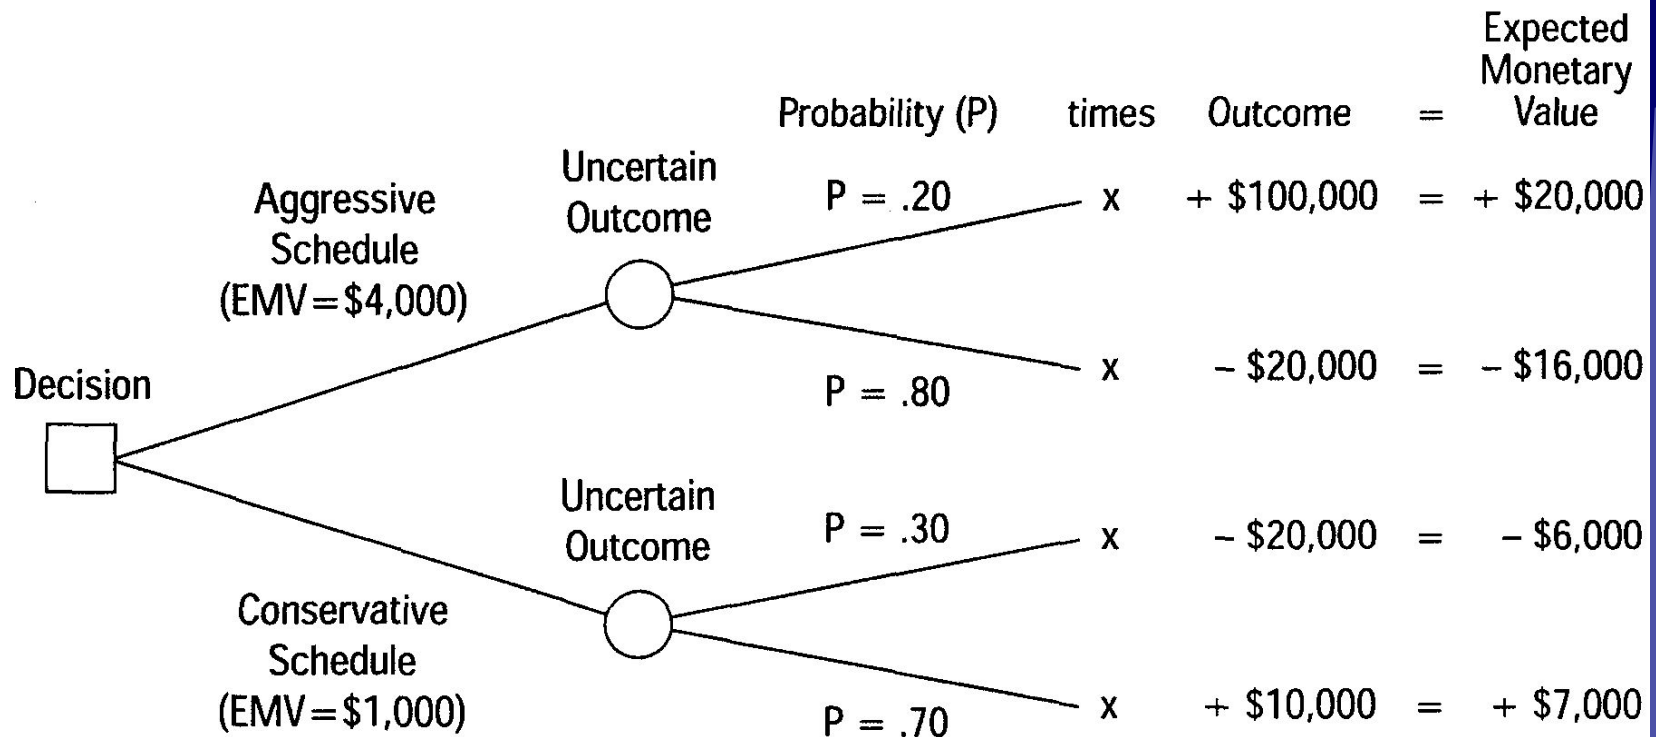 Expected
Monetary
Probability (P) times Outcome = Value
Uncertain
Outcome
P = .20 x + $100,000 = + $20,000
Aggressive
Schedule
(EMV=$4,000)
P = .80 x – $20,000 = – $16,000
Decision
Uncertain
Outcome
P = .30 x – $20,000 = – $6,000
Conservative
Schedule
(EMV=$1,000)
P = .70 x + $10,000 = + $7,000